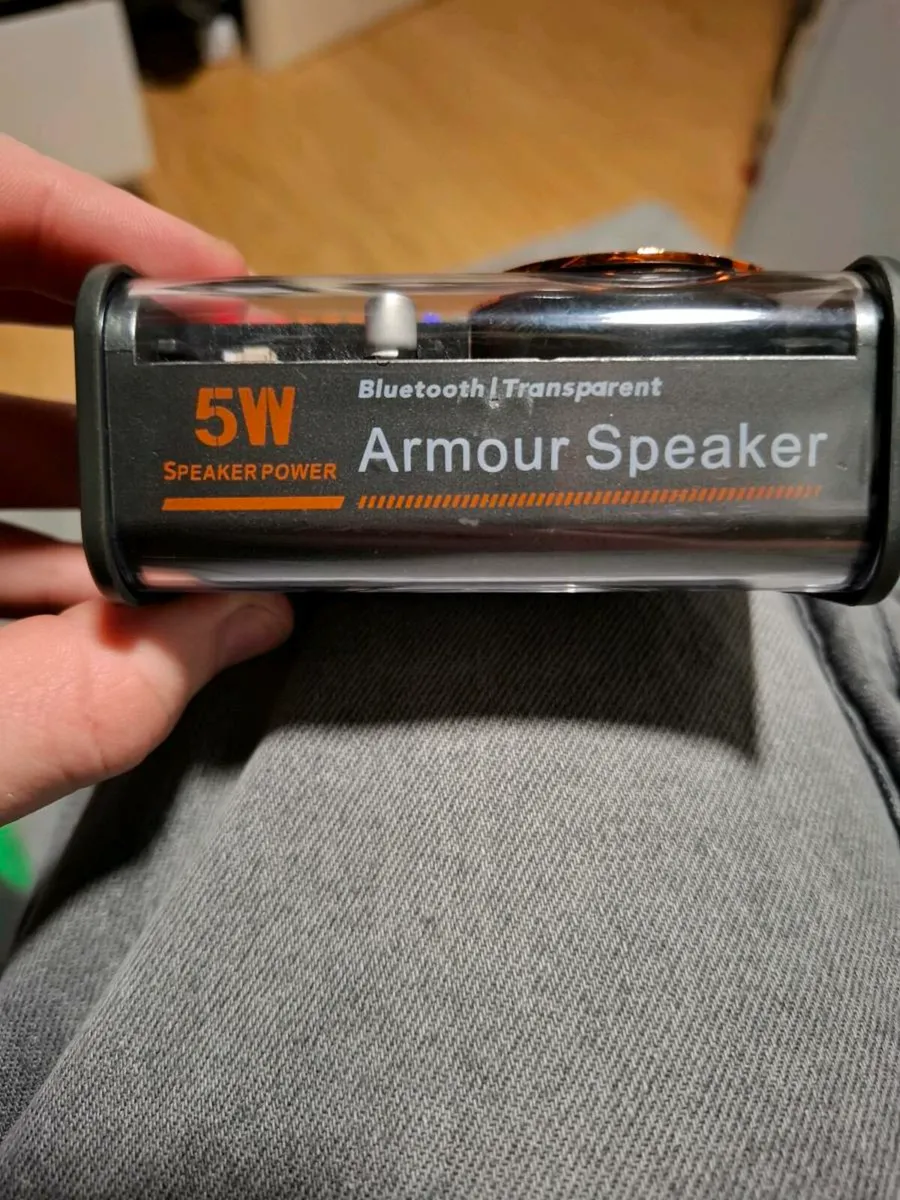 5W
SPEAKER POWER
Bluetooth | Transparent
Armour Speaker